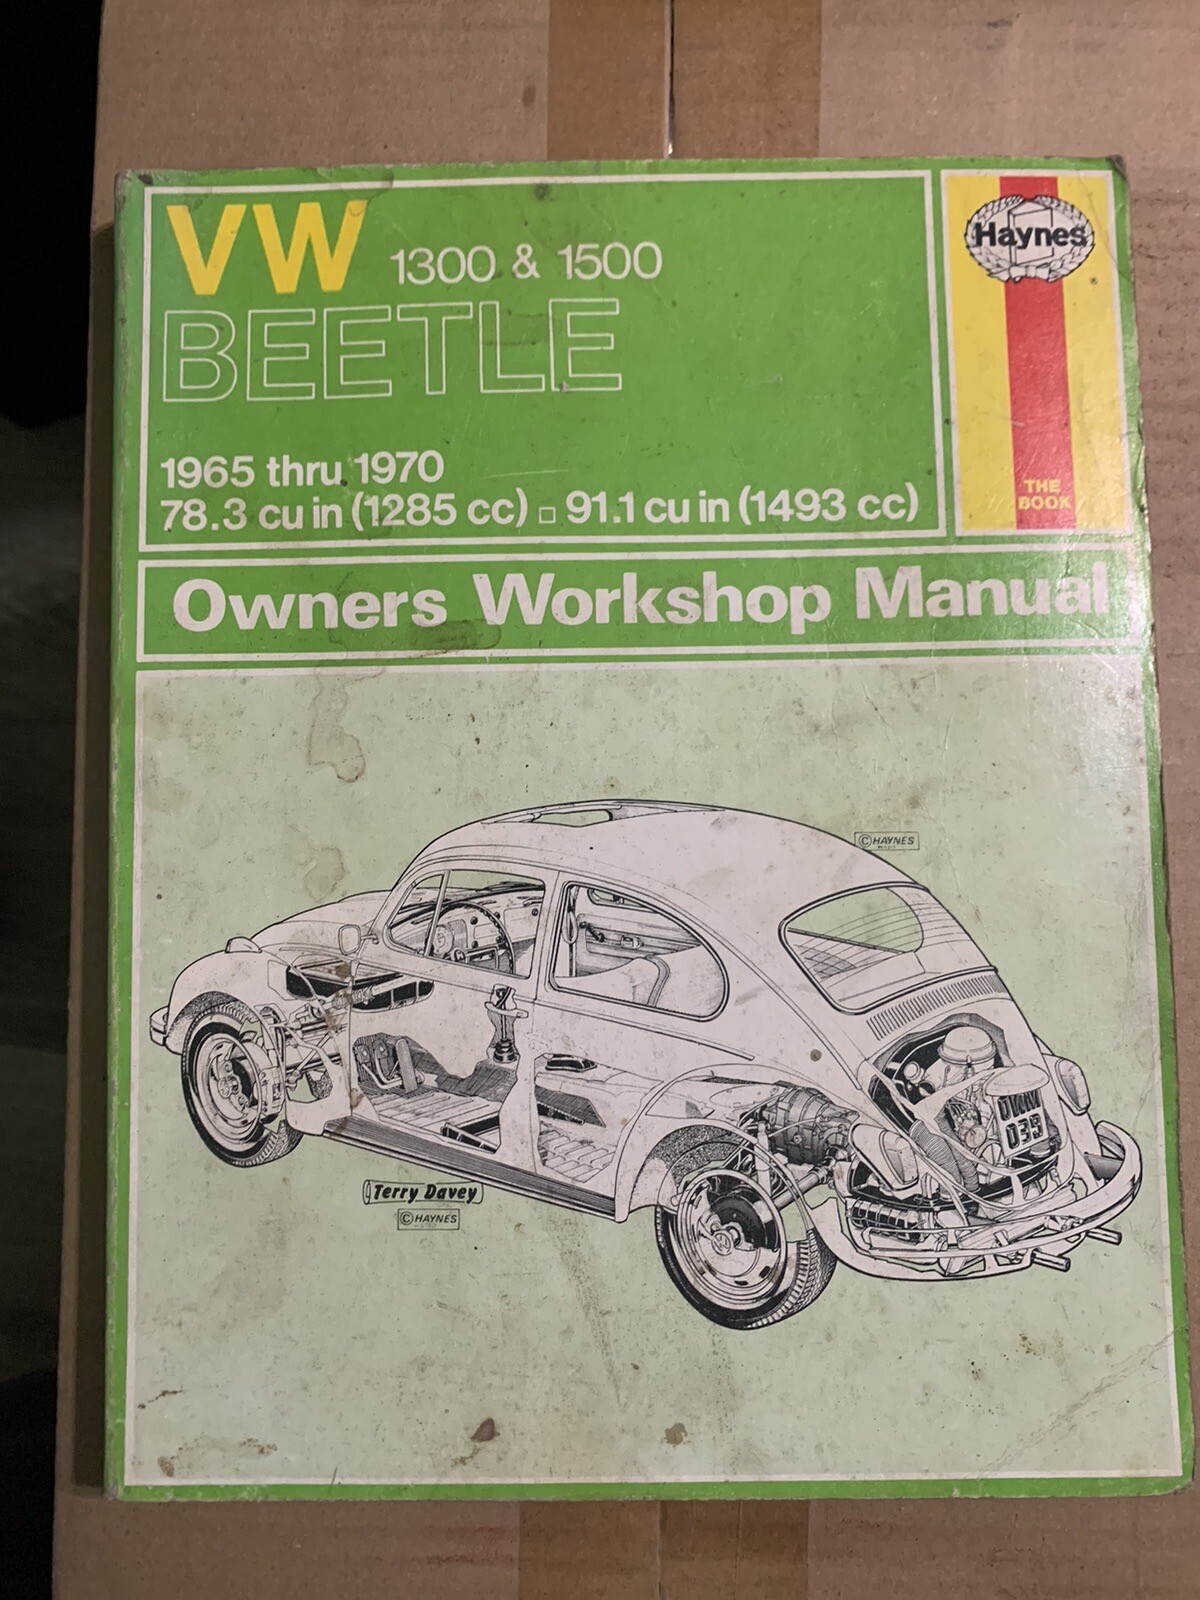 VW 1300 & 1500
BEETLE
1965 thru 1970
78.3 cu in (1285 cc) □ 91.1 cu in (1493 cc)
Haynes
THE
BOOK
Owners Workshop Manual
© HAYNES
Terry Davey
© HAYNES